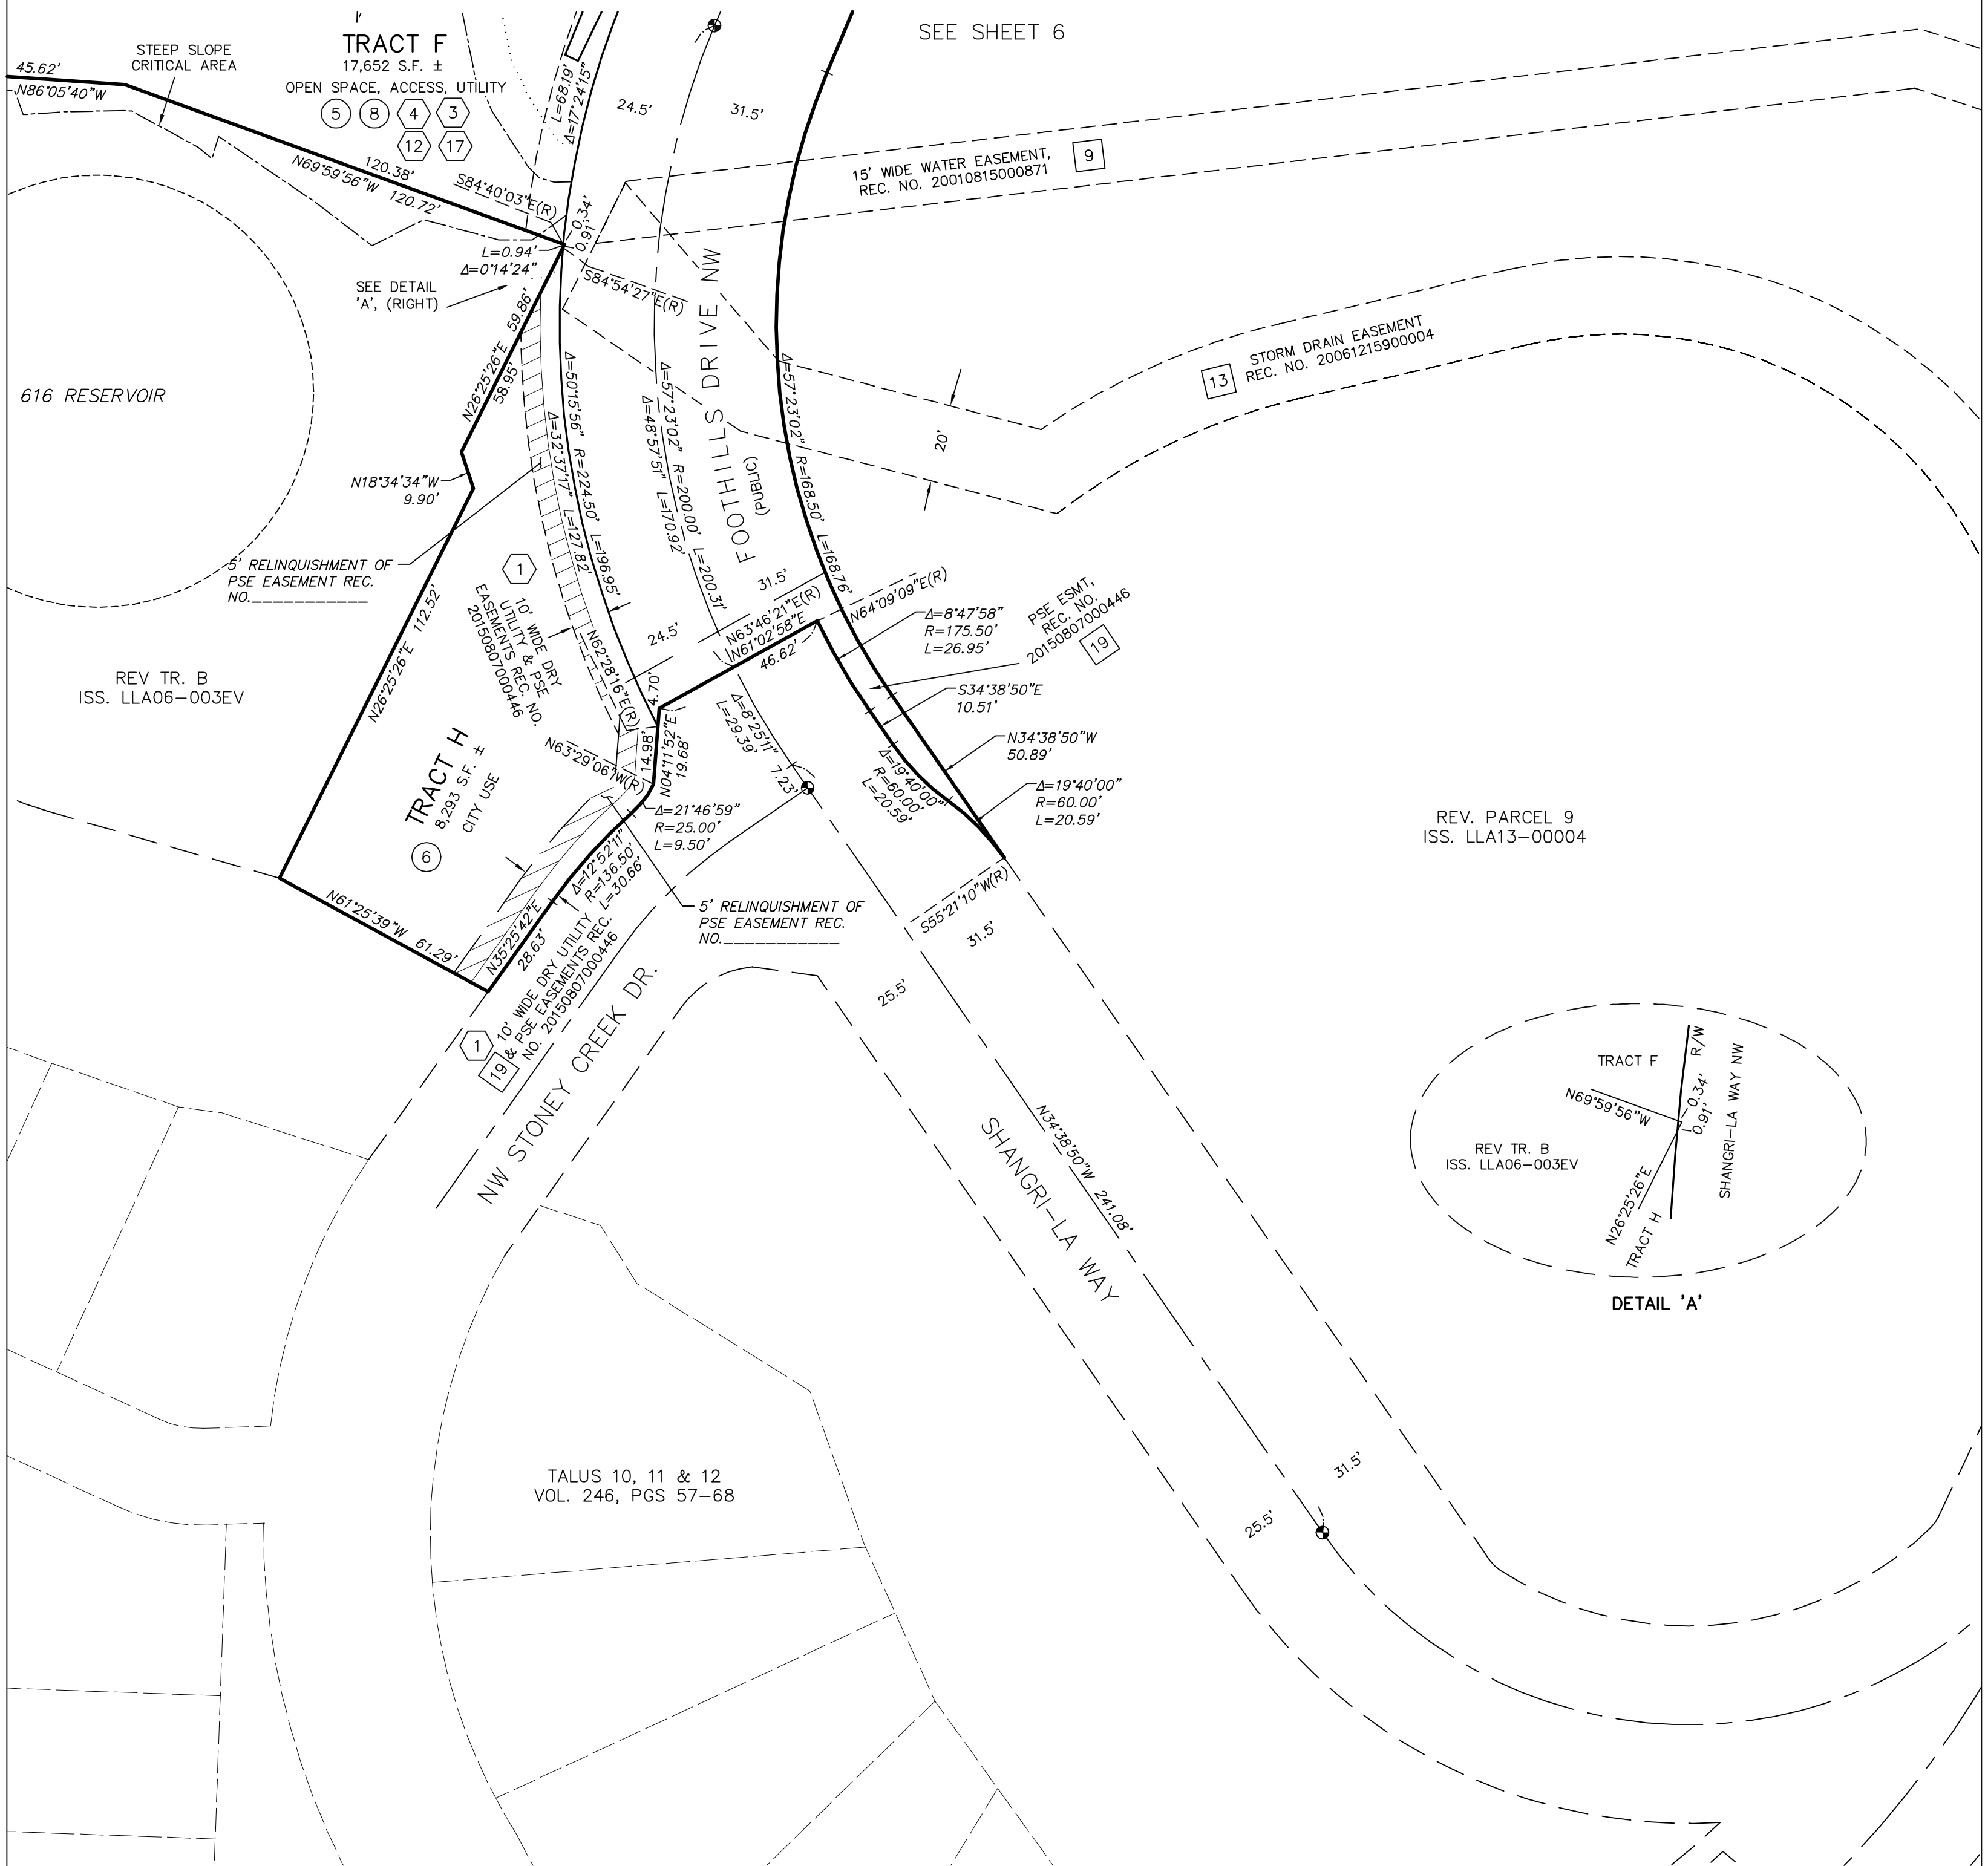 SEE SHEET 6
STEEP SLOPE
CRITICAL AREA
TRACT F
17,652 S.F. ±
OPEN SPACE, ACCESS, UTILITY
5 8 4 3
12 17
45.62'
N86°05'40"W
120.38'
N69°59'56"W 120.72'
S84°40'03"E(R)
L=68.19'
Δ=17°24'15"
24.5'
31.5'
15' WIDE WATER EASEMENT,
REC. NO. 20010815000871
9
0.34'
0.91'
L=0.94'
Δ=0°14'24"
SEE DETAIL
'A', (RIGHT)
S84°54'27"E(R)
616 RESERVOIR
N26°25'26"E 59.86'
58.95'
N18°34'34"W
9.90'
Δ=50°15'56" R=224.50' L=196.95'
Δ=32°37'17" L=127.82'
Δ=57°23'02" R=200.00' L=200.31'
Δ=48°57'51" L=170.92'
FOOTHILLS DRIVE NW
(PUBLIC)
Δ=57°23'02" R=168.50' L=168.76'
13
STORM DRAIN EASEMENT
REC. NO. 20061215900004
20'
5' RELINQUISHMENT OF
PSE EASEMENT REC.
NO.____________
1
10' WIDE DRY
UTILITY & PSE
EASEMENTS REC. NO.
20150807000446
N26°25'26"E 112.52'
REV TR. B
ISS. LLA06-003EV
31.5'
24.5'
N63°46'21"E(R)
N61°02'58"E
46.62'
N64°09'09"E(R)
Δ=8°47'58"
R=175.50'
L=26.95'
PSE ESMT,
REC. NO.
20150807000446
19
S34°38'50"E
10.51'
N34°38'50"W
50.89'
Δ=19°40'00"
R=60.00'
L=20.59'
Δ=19°40'00"
R=60.00'
L=20.59'
N62°28'16"E(R)
4.70'
14.98'
N04°11'52"E
19.68'
N63°29'06"W(R)
Δ=8°25'11"
L=29.39'
7.23'
TRACT H
8,293 S.F. ±
CITY USE
6
Δ=21°46'59"
R=25.00'
L=9.50'
Δ=12°52'11"
R=136.50'
L=30.66'
5' RELINQUISHMENT OF
PSE EASEMENT REC.
NO.____________
N61°25'39"W 61.29'
N35°25'42"E
28.63'
1
19
10' WIDE DRY UTILITY
& PSE EASEMENTS REC.
NO. 20150807000446
NW STONEY CREEK DR.
S55°21'10"W(R)
31.5'
25.5'
REV. PARCEL 9
ISS. LLA13-00004
SHANGRI-LA WAY
N34°38'50"W 241.08'
TRACT F
R/W
N69°59'56"W
0.34'
0.91'
SHANGRI-LA WAY NW
REV TR. B
ISS. LLA06-003EV
N26°25'26"E
TRACT H
DETAIL 'A'
31.5'
25.5'
TALUS 10, 11 & 12
VOL. 246, PGS 57-68